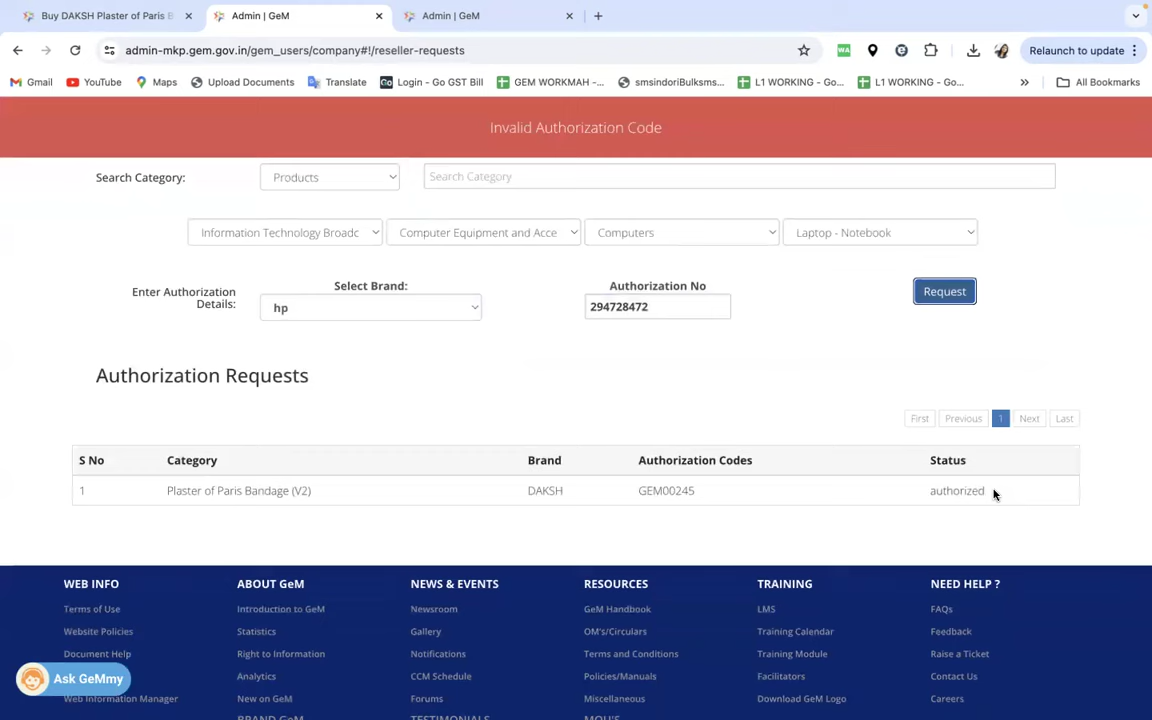 Buy DAKSH Plaster of Paris B
Admin | GeM
Admin | GeM
admin-mkp.gem.gov.in/gem_users/company#!/reseller-requests
WA
Relaunch to update
Gmail
YouTube
Maps
Upload Documents
Translate
Login - Go GST Bill
GEM WORKMAH -...
smsindoriBulksms...
L1 WORKING - Go...
L1 WORKING - Go...
»
All Bookmarks
Invalid Authorization Code
Search Category:
Products
Search Category
Information Technology Broadc
Computer Equipment and Acce
Computers
Laptop - Notebook
Enter Authorization
Details:
Select Brand:
hp
Authorization No
294728472
Request
Authorization Requests
First Previous 1 Next Last
S No Category Brand Authorization Codes Status
1 Plaster of Paris Bandage (V2) DAKSH GEM00245 authorized
WEB INFO ABOUT GeM NEWS & EVENTS RESOURCES TRAINING NEED HELP ?
Terms of Use Introduction to GeM Newsroom GeM Handbook LMS FAQs
Website Policies Statistics Gallery OM's/Circulars Training Calendar Feedback
Document Help Right to Information Notifications Terms and Conditions Training Module Raise a Ticket
Analytics CCM Schedule Policies/Manuals Facilitators Contact Us
Ask GeMmy
Web Information Manager New on GeM Forums Miscellaneous Download GeM Logo Careers
BRAND GeM TESTIMONIALS MOU'S